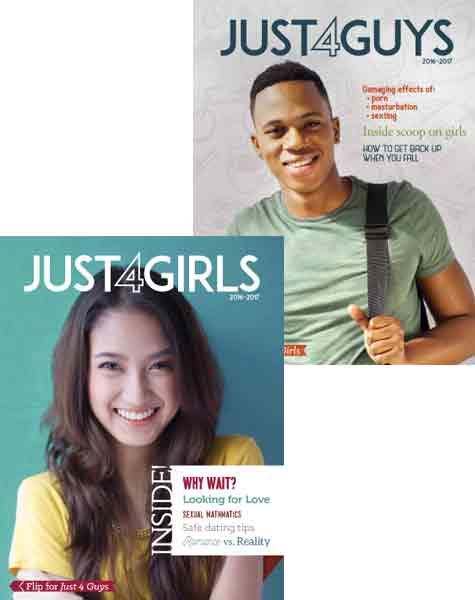 JUST4GUYS
2016-2017
Damaging effects of:
• porn
• masturbation
• sexting
Inside scoop on girls
HOW TO GET BACK UP
WHEN YOU FALL
Girls
JUST4GIRLS
2016-2017
INSIDE!
WHY WAIT?
Looking for Love
SEXUAL MATHMATICS
Safe dating tips
Romance vs. Reality
Flip for Just 4 Guys